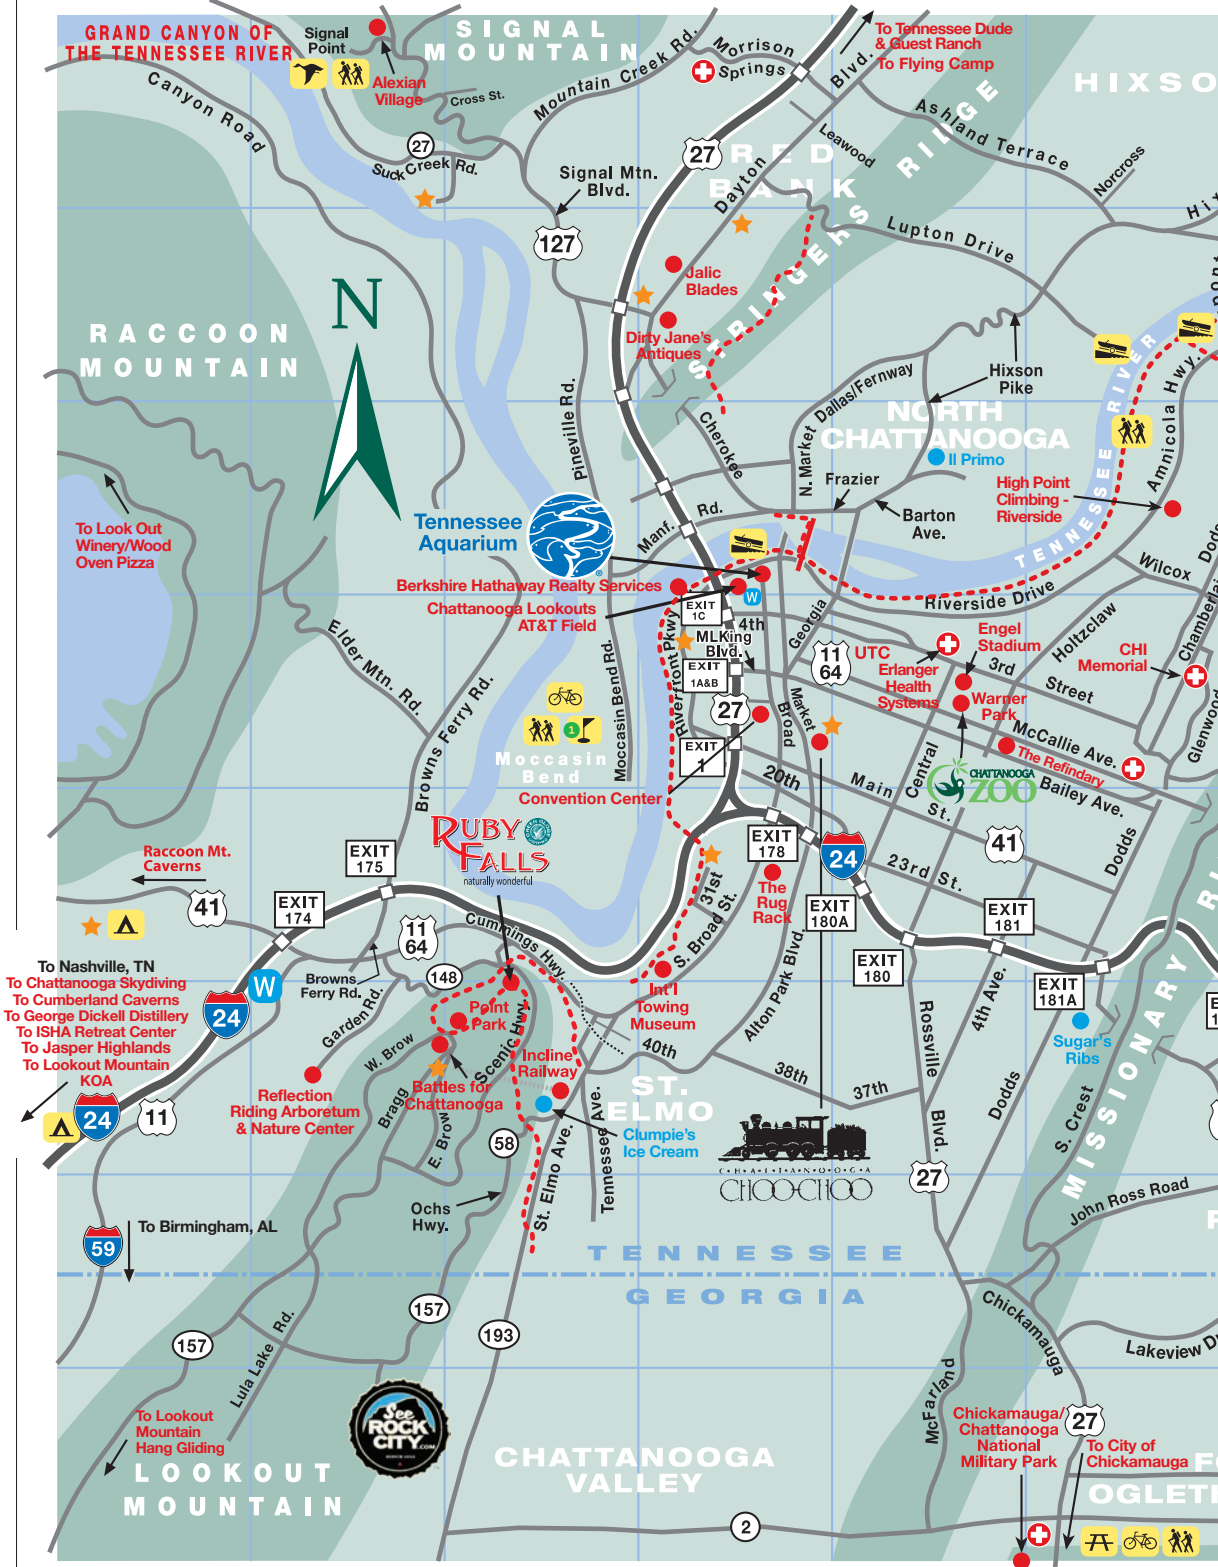 GRAND CANYON OF
THE TENNESSEE RIVER
Signal
Point
SIGNAL
MOUNTAIN
Alexian
Village
Canyon Road
Cross St.
27
Suck Creek Rd.
Mountain Creek Rd.
Morrison
Springs
To Tennessee Dude
& Guest Ranch
To Flying Camp
Blvd.
HIXSO
Ashland Terrace
Leawood
Norcross
Hix
27
RED
BANK
Dayton
STRINGERS RIDGE
Signal Mtn.
Blvd.
127
Lupton Drive
Jalic
Blades
Dirty Jane's
Antiques
RACCOON
MOUNTAIN
N
Pineville Rd.
Cherokee
N. Market
Dallas/Fernway
Hixson
Pike
NORTH
CHATTANOOGA
Il Primo
Frazier
Barton
Ave.
TENNESSEE RIVER
TENNESSEE
Amnicola Hwy.
High Point
Climbing -
Riverside
To Look Out
Winery/Wood
Oven Pizza
Tennessee
Aquarium
®
Manf. Rd.
Berkshire Hathaway Realty Services
Chattanooga Lookouts
AT&T Field
W
EXIT
1C
4th
MLKing
Blvd.
EXIT
1A&B
Georgia
Riverside Drive
Wilcox
Dod
Holtzclaw
Chamberlai
11
64
UTC
Erlanger
Health
Systems
Engel
Stadium
3rd
Street
Warner
Park
CHI
Memorial
Glenwood
Elder Mtn. Rd.
Browns Ferry Rd.
Moccasin Bend Rd.
Riverfront Pkwy
1
Moccasin
Bend
27
Market
Broad
EXIT
1
Convention Center
20th
Main
St.
Central
McCallie Ave.
The Refindary
CHATTANOOGA
ZOO
Bailey Ave.
Dodds
41
23rd St.
RUBY
FALLS
naturally wonderful
Raccoon Mt.
Caverns
41
EXIT
175
EXIT
174
EXIT
178
24
The
Rug
Rack
EXIT
180A
EXIT
180
EXIT
181
EXIT
181A
31st
S. Broad St.
11
64
Cummings Hwy.
148
Browns
Ferry Rd.
Garden Rd.
To Nashville, TN
To Chattanooga Skydiving
To Cumberland Caverns
To George Dickell Distillery
To ISHA Retreat Center
To Jasper Highlands
To Lookout Mountain
KOA
W
24
24
11
Point
Park
Scenic Hwy.
W. Brow
Bragg
E. Brow
Battles for
Chattanooga
Incline
Railway
Int'l
Towing
Museum
40th
Alton Park Blvd.
38th
37th
Rossville
Blvd.
4th Ave.
Dodds
Sugar's
Ribs
S. Crest
MISSIONARY
RI
Reflection
Riding Arboretum
& Nature Center
ST.
ELMO
Clumpie's
Ice Cream
58
Ochs
Hwy.
St. Elmo Ave.
Tennessee Ave.
CHATTANOOGA
CHOO-CHOO
27
John Ross Road
59
To Birmingham, AL
TENNESSEE
GEORGIA
157
157
193
Lula Lake Rd.
Chickamauga
Lakeview D
McFarland
See
ROCK
CITY.COM
To Lookout
Mountain
Hang Gliding
LOOKOUT
MOUNTAIN
CHATTANOOGA
VALLEY
2
Chickamauga/
Chattanooga
National
Military Park
27
To City of
Chickamauga
FO
OGLETH